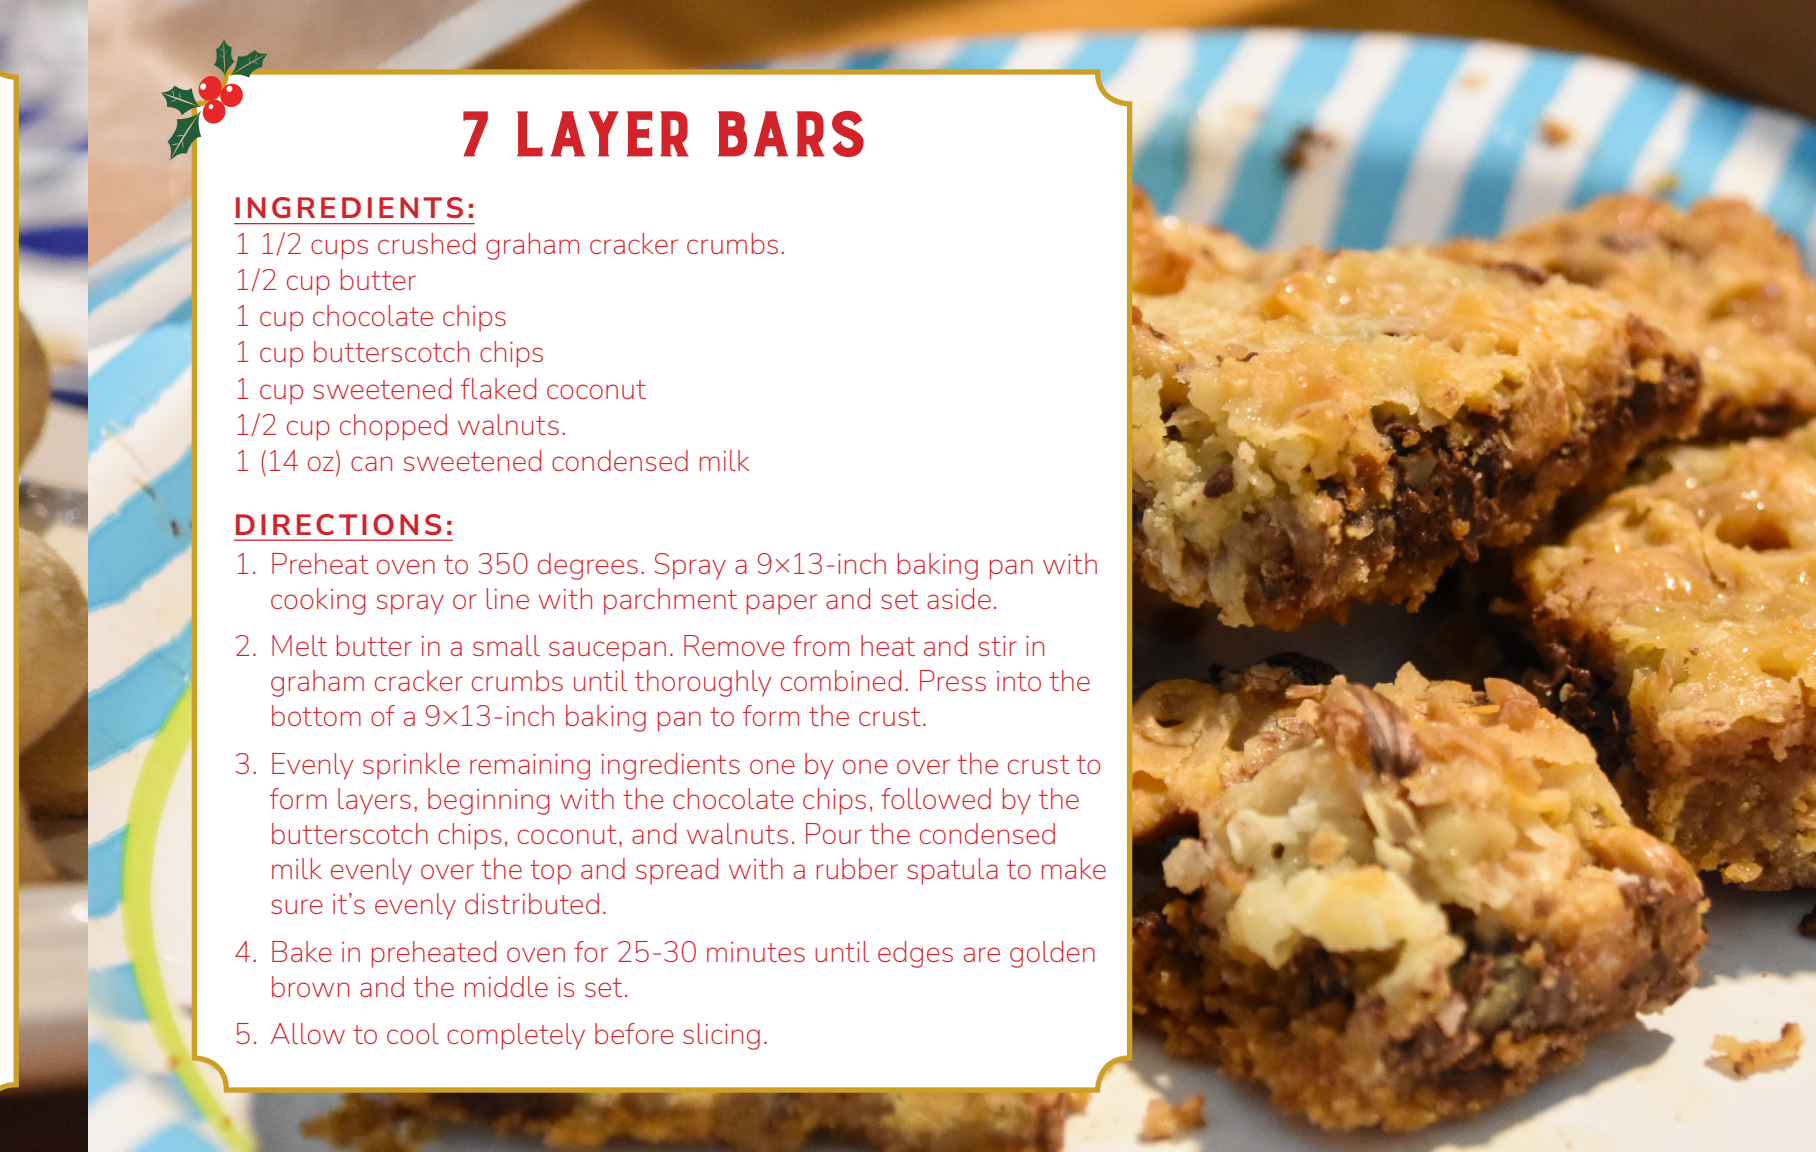 7 LAYER BARS
INGREDIENTS:
1 1/2 cups crushed graham cracker crumbs.
1/2 cup butter
1 cup chocolate chips
1 cup butterscotch chips
1 cup sweetened flaked coconut
1/2 cup chopped walnuts.
1 (14 oz) can sweetened condensed milk
DIRECTIONS:
1. Preheat oven to 350 degrees. Spray a 9×13-inch baking pan with
cooking spray or line with parchment paper and set aside.
2. Melt butter in a small saucepan. Remove from heat and stir in
graham cracker crumbs until thoroughly combined. Press into the
bottom of a 9×13-inch baking pan to form the crust.
3. Evenly sprinkle remaining ingredients one by one over the crust to
form layers, beginning with the chocolate chips, followed by the
butterscotch chips, coconut, and walnuts. Pour the condensed
milk evenly over the top and spread with a rubber spatula to make
sure it’s evenly distributed.
4. Bake in preheated oven for 25-30 minutes until edges are golden
brown and the middle is set.
5. Allow to cool completely before slicing.